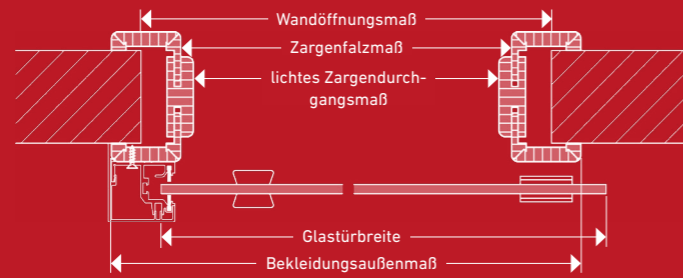 Wandöffnungsmaß
Zargenfalzmaß
lichtes Zargendurch-
gangsmaß
Glastürbreite
Bekleidungsaußenmaß